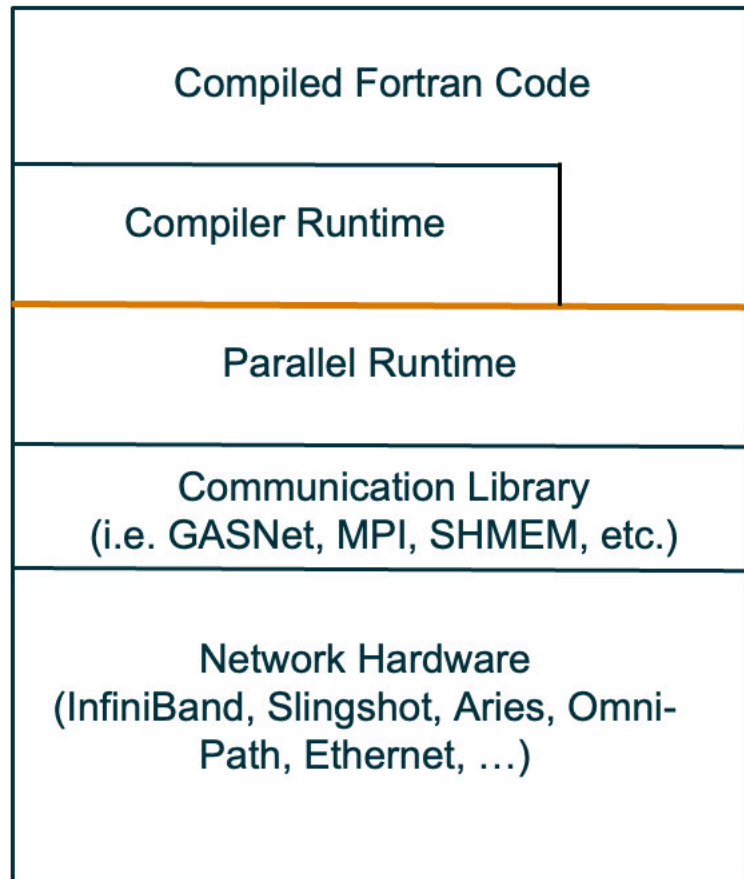 Compiled Fortran Code
Compiler Runtime
Parallel Runtime
Communication Library
(i.e. GASNet, MPI, SHMEM, etc.)
Network Hardware
(InfiniBand, Slingshot, Aries, Omni-
Path, Ethernet, …)